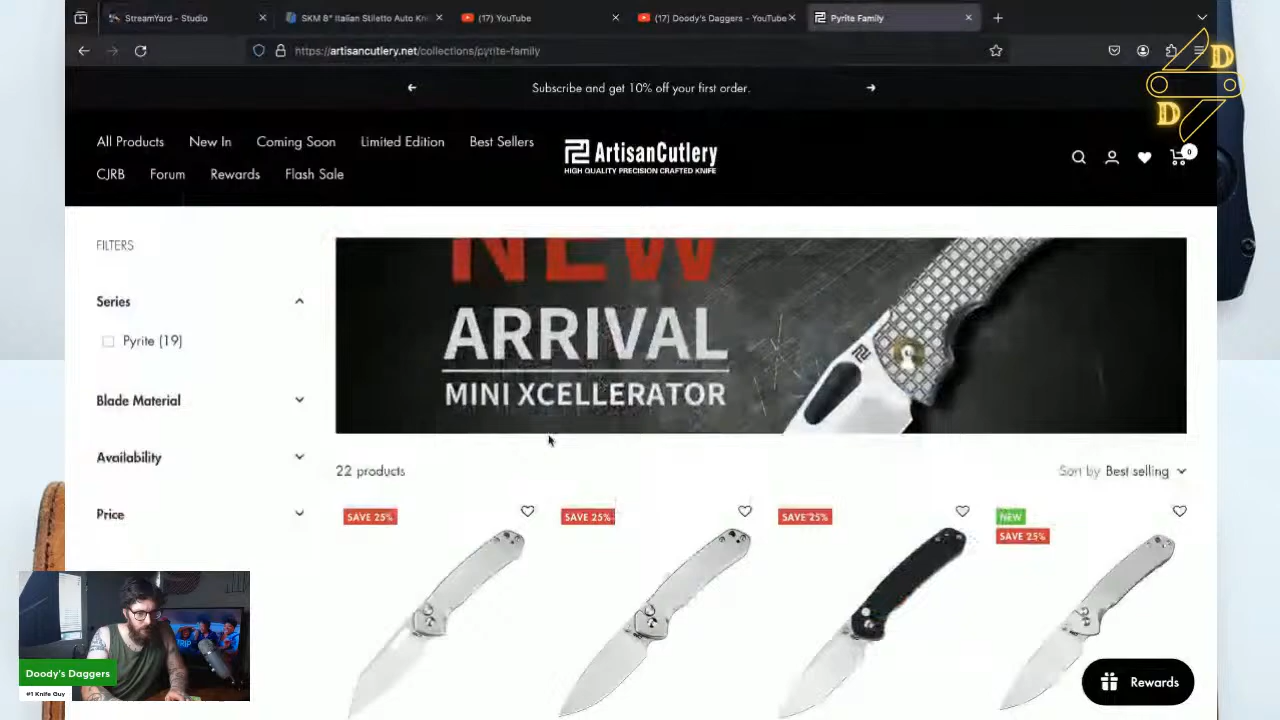 StreamYard - Studio
SKM 8" Italian Stiletto Auto Kni
(17) YouTube
(17) Doody's Daggers - YouTube
Pyrite Family
https://artisancutlery.net/collections/pyrite-family
D
D
Subscribe and get 10% off your first order.
All Products New In Coming Soon Limited Edition Best Sellers
CJRB Forum Rewards Flash Sale
ArtisanCutlery
HIGH QUALITY PRECISION CRAFTED KNIFE
0
FILTERS
Series
Pyrite (19)
Blade Material
Availability
Price
NEW
ARRIVAL
MINI XCELLERATOR
22 products
Sort by Best selling
SAVE 25%
SAVE 25%
SAVE 25%
NEW
SAVE 25%
Rewards
Doody's Daggers
#1 Knife Guy